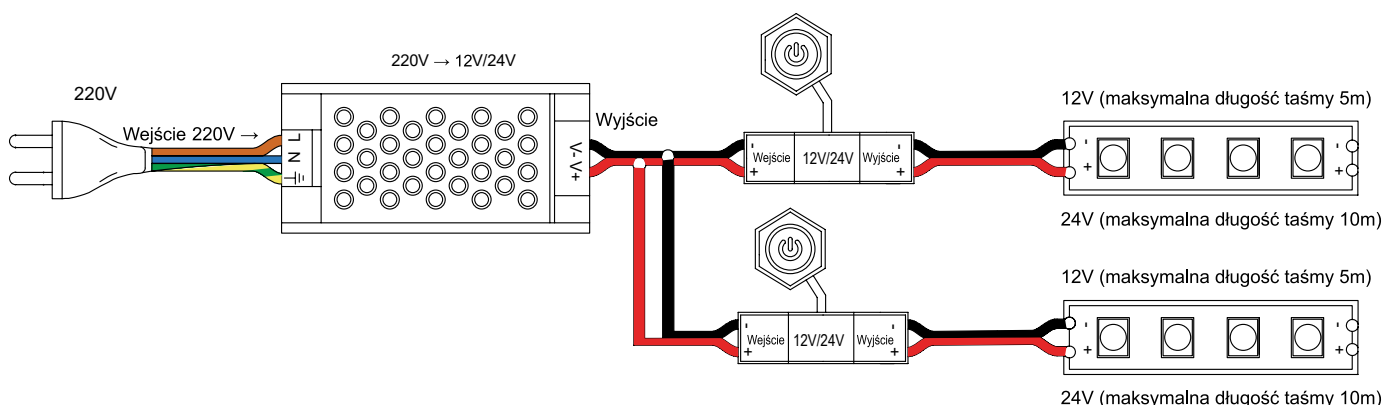 220V → 12V/24V
220V
Wejście 220V →
L
N
Wyjście
V-
V+
-
+
Wejście
12V/24V
Wyjście
-
+
12V (maksymalna długość taśmy 5m)
-
+
-
+
24V (maksymalna długość taśmy 10m)
-
+
Wejście
12V/24V
Wyjście
-
+
12V (maksymalna długość taśmy 5m)
-
+
-
+
24V (maksymalna długość taśmy 10m)